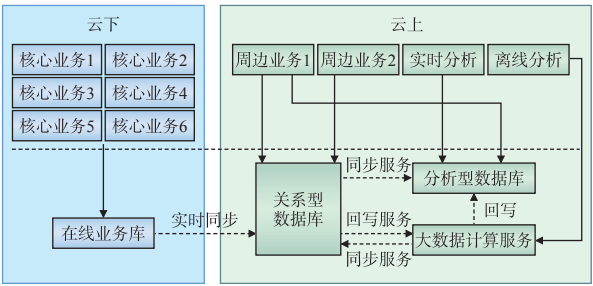 云下
云上
核心业务1
核心业务2
核心业务3
核心业务4
核心业务5
核心业务6
在线业务库
实时同步
周边业务1
周边业务2
实时分析
离线分析
关系型
数据库
同步服务
分析型数据库
回写
回写服务
同步服务
大数据计算服务